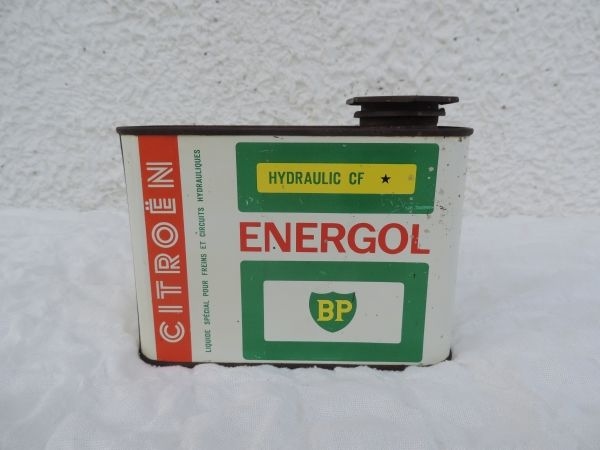 CITROËN
LIQUIDE SPÉCIAL POUR FREINS ET CIRCUITS HYDRAULIQUES
HYDRAULIC CF ★
ENERGOL
BP